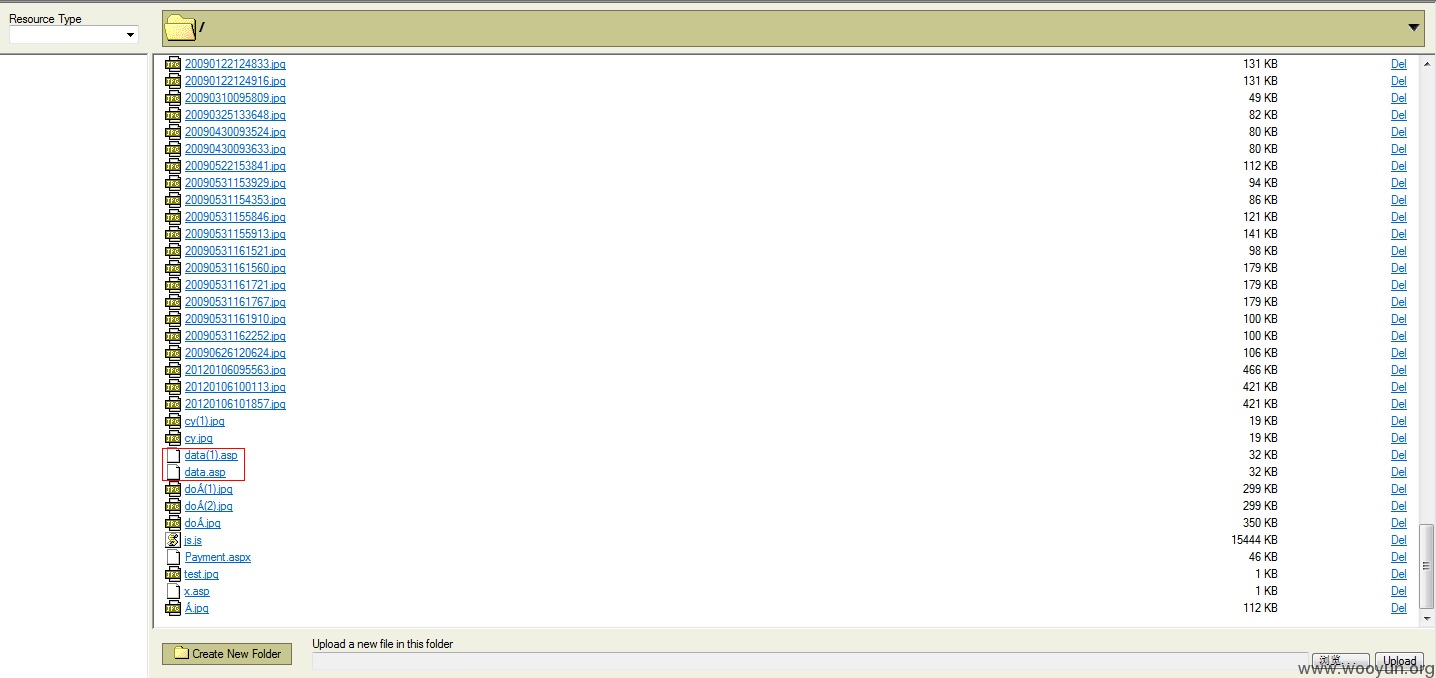 Resource Type
/
20090122124833.jpg 131 KB Del
20090122124916.jpg 131 KB Del
20090310095809.jpg 49 KB Del
20090325133648.jpg 82 KB Del
20090430093524.jpg 80 KB Del
20090430093633.jpg 80 KB Del
20090522153841.jpg 112 KB Del
20090531153929.jpg 94 KB Del
20090531154353.jpg 86 KB Del
20090531155846.jpg 121 KB Del
20090531155913.jpg 141 KB Del
20090531161521.jpg 98 KB Del
20090531161560.jpg 179 KB Del
20090531161721.jpg 179 KB Del
20090531161767.jpg 179 KB Del
20090531161910.jpg 100 KB Del
20090531162252.jpg 100 KB Del
20090626120624.jpg 106 KB Del
20120106095563.jpg 466 KB Del
20120106100113.jpg 421 KB Del
20120106101857.jpg 421 KB Del
cy(1).jpg 19 KB Del
cy.jpg 19 KB Del
data(1).asp 32 KB Del
data.asp 32 KB Del
doÁ(1).jpg 299 KB Del
doÁ(2).jpg 299 KB Del
doÁ.jpg 350 KB Del
js.js 15444 KB Del
Payment.aspx 46 KB Del
test.jpg 1 KB Del
x.asp 1 KB Del
Á.jpg 112 KB Del
Upload a new file in this folder
Create New Folder
浏览... Upload
www.wooyun.org